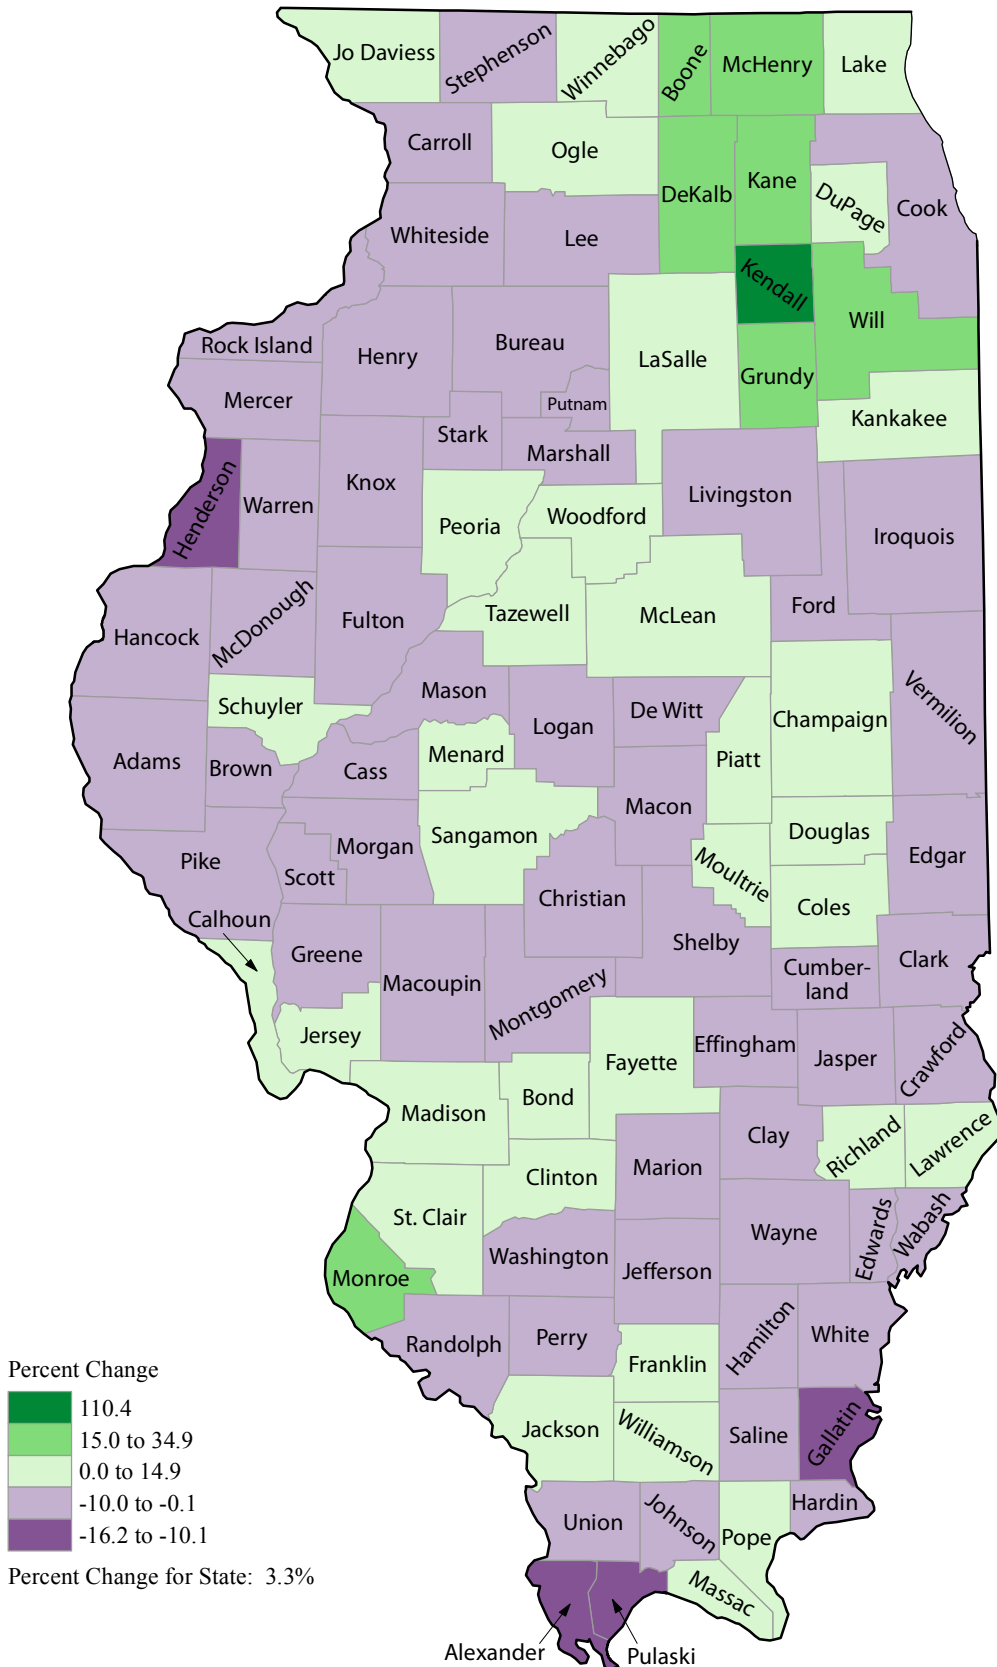 Jo Daviess
Stephenson
Winnebago
Boone
McHenry
Lake
Carroll
Ogle
DeKalb
Kane
DuPage
Cook
Whiteside
Lee
Kendall
Will
Rock Island
Henry
Bureau
LaSalle
Grundy
Mercer
Putnam
Kankakee
Stark
Marshall
Henderson
Warren
Knox
Peoria
Woodford
Livingston
Iroquois
Hancock
McDonough
Fulton
Tazewell
McLean
Ford
Schuyler
Mason
Logan
De Witt
Champaign
Vermilion
Adams
Brown
Cass
Menard
Piatt
Macon
Sangamon
Douglas
Pike
Scott
Morgan
Christian
Moultrie
Edgar
Coles
Calhoun
Greene
Macoupin
Montgomery
Shelby
Cumber-
land
Clark
Jersey
Fayette
Effingham
Jasper
Crawford
Madison
Bond
Clay
Richland
Lawrence
Clinton
Marion
St. Clair
Washington
Wayne
Edwards
Wabash
Monroe
Jefferson
Randolph
Perry
Hamilton
White
Franklin
Jackson
Williamson
Saline
Gallatin
Union
Johnson
Pope
Hardin
Massac
Alexander
Pulaski
Percent Change
110.4
15.0 to 34.9
0.0 to 14.9
-10.0 to -0.1
-16.2 to -10.1
Percent Change for State: 3.3%